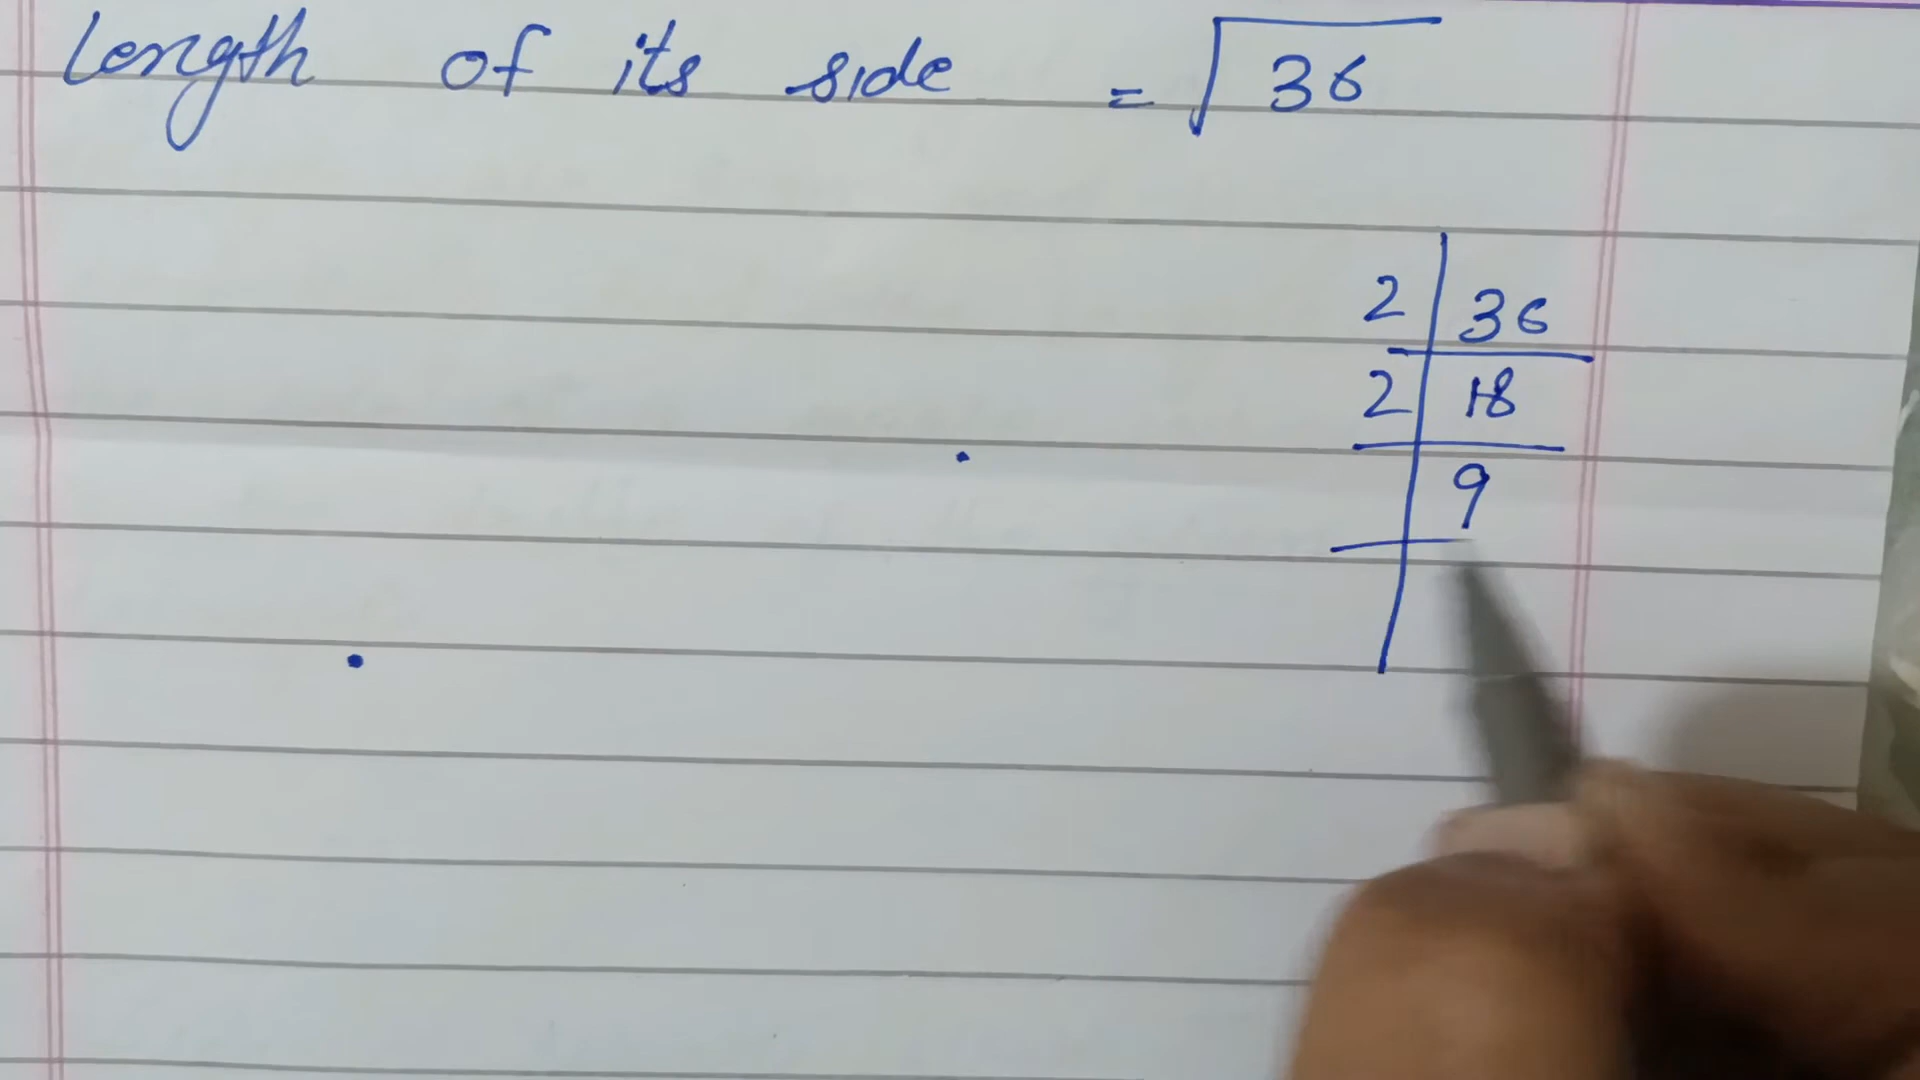 Length of its side = √36
2 | 36
2 | 18
9